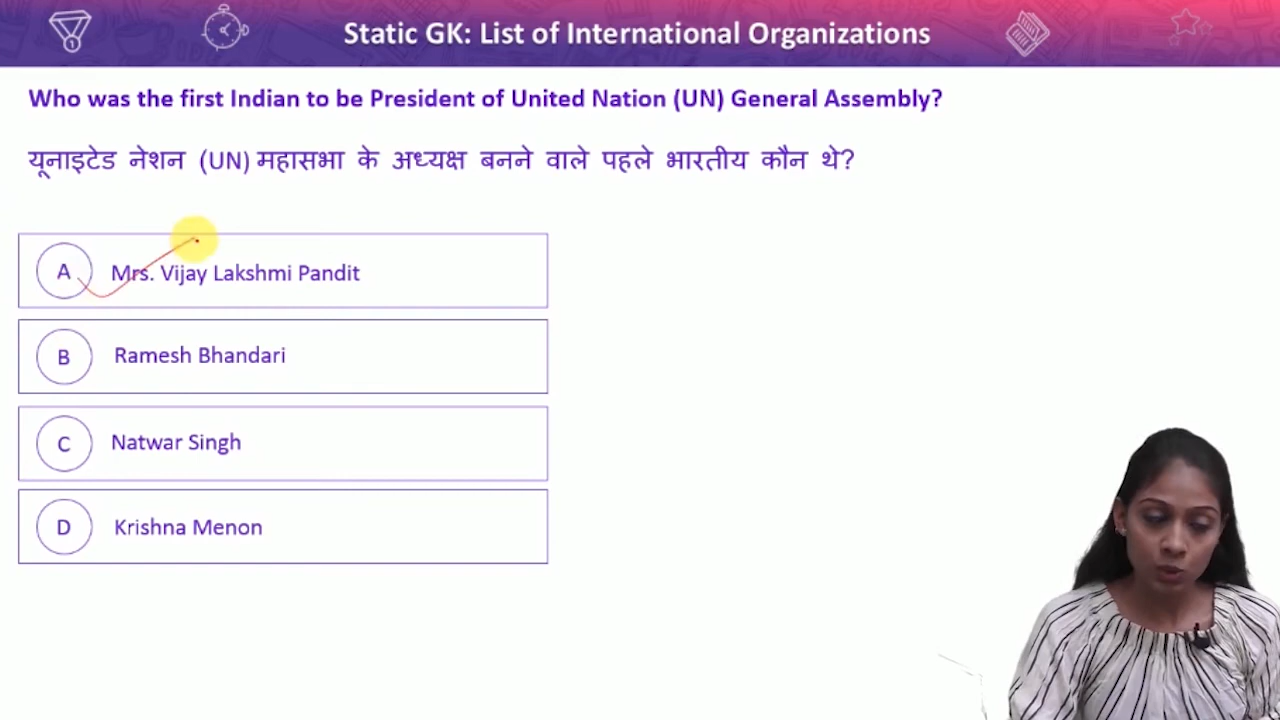 Static GK: List of International Organizations
Who was the first Indian to be President of United Nation (UN) General Assembly?
यूनाइटेड नेशन (UN) महासभा के अध्यक्ष बनने वाले पहले भारतीय कौन थे?
A Mrs. Vijay Lakshmi Pandit
B Ramesh Bhandari
C Natwar Singh
D Krishna Menon